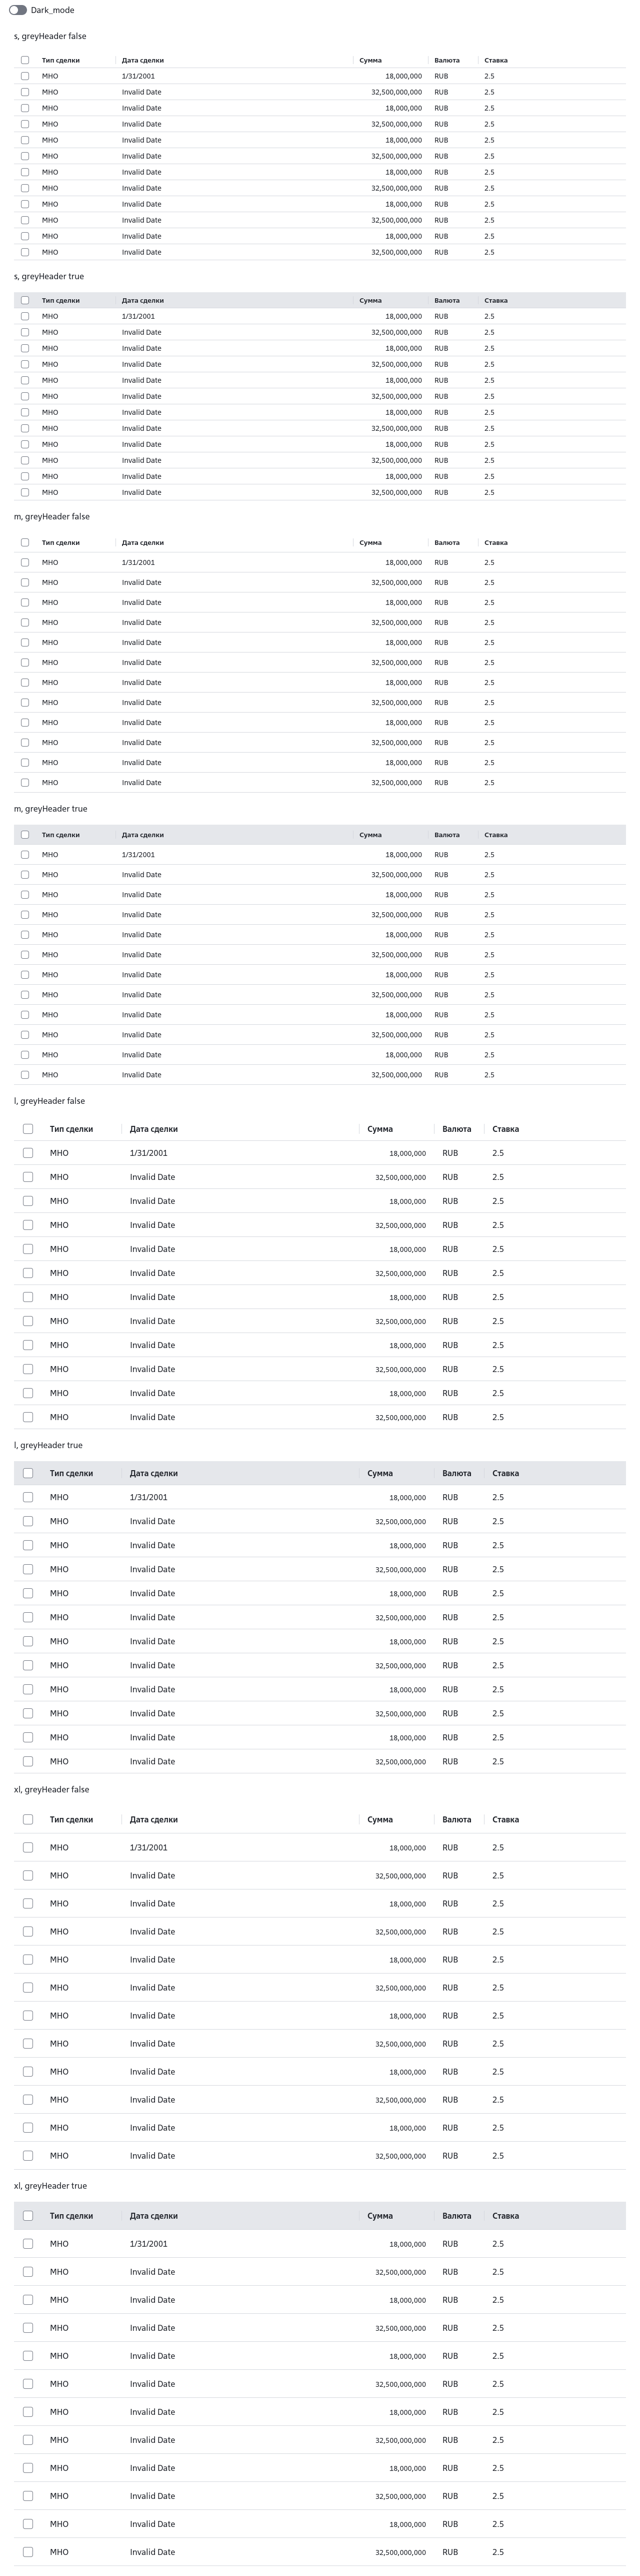 Dark_mode
s, greyHeader false
Тип сделки Дата сделки Сумма Валюта Ставка
МНО 1/31/2001 18,000,000 RUB 2.5
МНО Invalid Date 32,500,000,000 RUB 2.5
МНО Invalid Date 18,000,000 RUB 2.5
МНО Invalid Date 32,500,000,000 RUB 2.5
МНО Invalid Date 18,000,000 RUB 2.5
МНО Invalid Date 32,500,000,000 RUB 2.5
МНО Invalid Date 18,000,000 RUB 2.5
МНО Invalid Date 32,500,000,000 RUB 2.5
МНО Invalid Date 18,000,000 RUB 2.5
МНО Invalid Date 32,500,000,000 RUB 2.5
МНО Invalid Date 18,000,000 RUB 2.5
МНО Invalid Date 32,500,000,000 RUB 2.5
s, greyHeader true
Тип сделки Дата сделки Сумма Валюта Ставка
МНО 1/31/2001 18,000,000 RUB 2.5
МНО Invalid Date 32,500,000,000 RUB 2.5
МНО Invalid Date 18,000,000 RUB 2.5
МНО Invalid Date 32,500,000,000 RUB 2.5
МНО Invalid Date 18,000,000 RUB 2.5
МНО Invalid Date 32,500,000,000 RUB 2.5
МНО Invalid Date 18,000,000 RUB 2.5
МНО Invalid Date 32,500,000,000 RUB 2.5
МНО Invalid Date 18,000,000 RUB 2.5
МНО Invalid Date 32,500,000,000 RUB 2.5
МНО Invalid Date 18,000,000 RUB 2.5
МНО Invalid Date 32,500,000,000 RUB 2.5
m, greyHeader false
Тип сделки Дата сделки Сумма Валюта Ставка
МНО 1/31/2001 18,000,000 RUB 2.5
МНО Invalid Date 32,500,000,000 RUB 2.5
МНО Invalid Date 18,000,000 RUB 2.5
МНО Invalid Date 32,500,000,000 RUB 2.5
МНО Invalid Date 18,000,000 RUB 2.5
МНО Invalid Date 32,500,000,000 RUB 2.5
МНО Invalid Date 18,000,000 RUB 2.5
МНО Invalid Date 32,500,000,000 RUB 2.5
МНО Invalid Date 18,000,000 RUB 2.5
МНО Invalid Date 32,500,000,000 RUB 2.5
МНО Invalid Date 18,000,000 RUB 2.5
МНО Invalid Date 32,500,000,000 RUB 2.5
m, greyHeader true
Тип сделки Дата сделки Сумма Валюта Ставка
МНО 1/31/2001 18,000,000 RUB 2.5
МНО Invalid Date 32,500,000,000 RUB 2.5
МНО Invalid Date 18,000,000 RUB 2.5
МНО Invalid Date 32,500,000,000 RUB 2.5
МНО Invalid Date 18,000,000 RUB 2.5
МНО Invalid Date 32,500,000,000 RUB 2.5
МНО Invalid Date 18,000,000 RUB 2.5
МНО Invalid Date 32,500,000,000 RUB 2.5
МНО Invalid Date 18,000,000 RUB 2.5
МНО Invalid Date 32,500,000,000 RUB 2.5
МНО Invalid Date 18,000,000 RUB 2.5
МНО Invalid Date 32,500,000,000 RUB 2.5
l, greyHeader false
Тип сделки Дата сделки Сумма Валюта Ставка
МНО 1/31/2001 18,000,000 RUB 2.5
МНО Invalid Date 32,500,000,000 RUB 2.5
МНО Invalid Date 18,000,000 RUB 2.5
МНО Invalid Date 32,500,000,000 RUB 2.5
МНО Invalid Date 18,000,000 RUB 2.5
МНО Invalid Date 32,500,000,000 RUB 2.5
МНО Invalid Date 18,000,000 RUB 2.5
МНО Invalid Date 32,500,000,000 RUB 2.5
МНО Invalid Date 18,000,000 RUB 2.5
МНО Invalid Date 32,500,000,000 RUB 2.5
МНО Invalid Date 18,000,000 RUB 2.5
МНО Invalid Date 32,500,000,000 RUB 2.5
l, greyHeader true
Тип сделки Дата сделки Сумма Валюта Ставка
МНО 1/31/2001 18,000,000 RUB 2.5
МНО Invalid Date 32,500,000,000 RUB 2.5
МНО Invalid Date 18,000,000 RUB 2.5
МНО Invalid Date 32,500,000,000 RUB 2.5
МНО Invalid Date 18,000,000 RUB 2.5
МНО Invalid Date 32,500,000,000 RUB 2.5
МНО Invalid Date 18,000,000 RUB 2.5
МНО Invalid Date 32,500,000,000 RUB 2.5
МНО Invalid Date 18,000,000 RUB 2.5
МНО Invalid Date 32,500,000,000 RUB 2.5
МНО Invalid Date 18,000,000 RUB 2.5
МНО Invalid Date 32,500,000,000 RUB 2.5
xl, greyHeader false
Тип сделки Дата сделки Сумма Валюта Ставка
МНО 1/31/2001 18,000,000 RUB 2.5
МНО Invalid Date 32,500,000,000 RUB 2.5
МНО Invalid Date 18,000,000 RUB 2.5
МНО Invalid Date 32,500,000,000 RUB 2.5
МНО Invalid Date 18,000,000 RUB 2.5
МНО Invalid Date 32,500,000,000 RUB 2.5
МНО Invalid Date 18,000,000 RUB 2.5
МНО Invalid Date 32,500,000,000 RUB 2.5
МНО Invalid Date 18,000,000 RUB 2.5
МНО Invalid Date 32,500,000,000 RUB 2.5
МНО Invalid Date 18,000,000 RUB 2.5
МНО Invalid Date 32,500,000,000 RUB 2.5
xl, greyHeader true
Тип сделки Дата сделки Сумма Валюта Ставка
МНО 1/31/2001 18,000,000 RUB 2.5
МНО Invalid Date 32,500,000,000 RUB 2.5
МНО Invalid Date 18,000,000 RUB 2.5
МНО Invalid Date 32,500,000,000 RUB 2.5
МНО Invalid Date 18,000,000 RUB 2.5
МНО Invalid Date 32,500,000,000 RUB 2.5
МНО Invalid Date 18,000,000 RUB 2.5
МНО Invalid Date 32,500,000,000 RUB 2.5
МНО Invalid Date 18,000,000 RUB 2.5
МНО Invalid Date 32,500,000,000 RUB 2.5
МНО Invalid Date 18,000,000 RUB 2.5
МНО Invalid Date 32,500,000,000 RUB 2.5